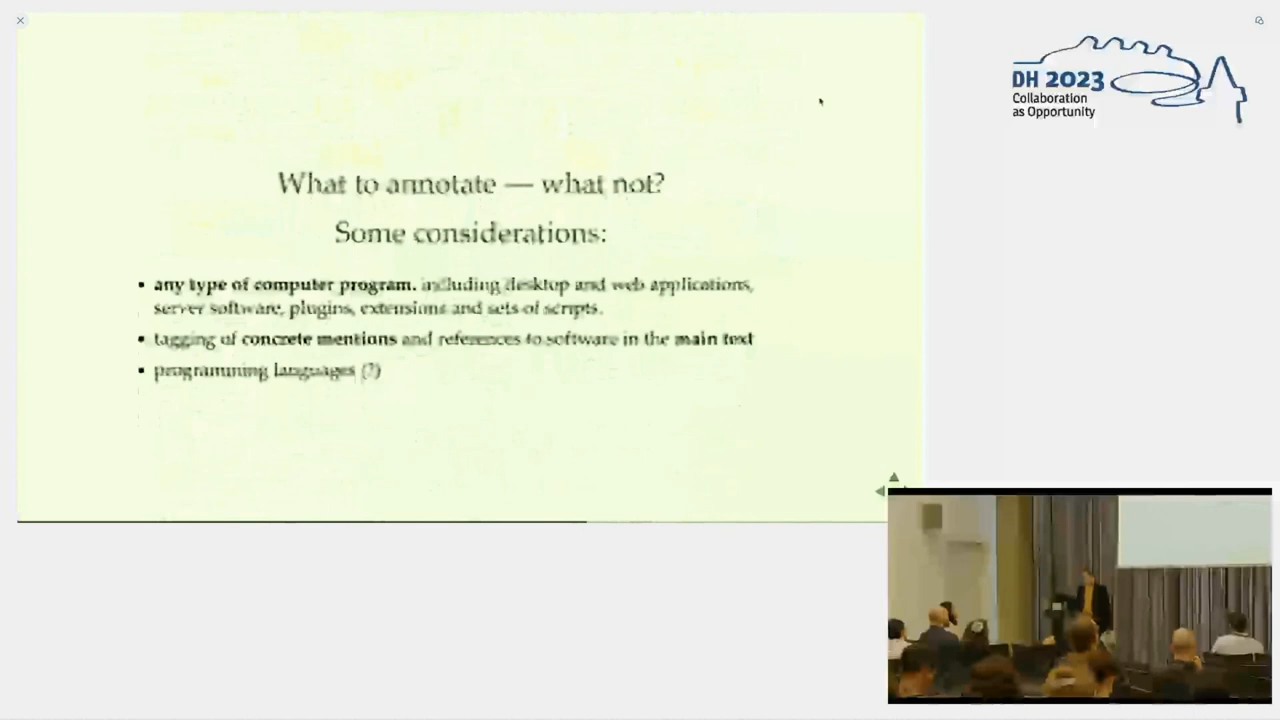 What to annotate — what not?
Some considerations:
▪ any type of computer program. including desktop and web applications,
server software, plugins, extensions and sets of scripts.
▪ tagging of concrete mentions and references to software in the main text
▪ programming languages (?)
DH 2023
Collaboration
as Opportunity